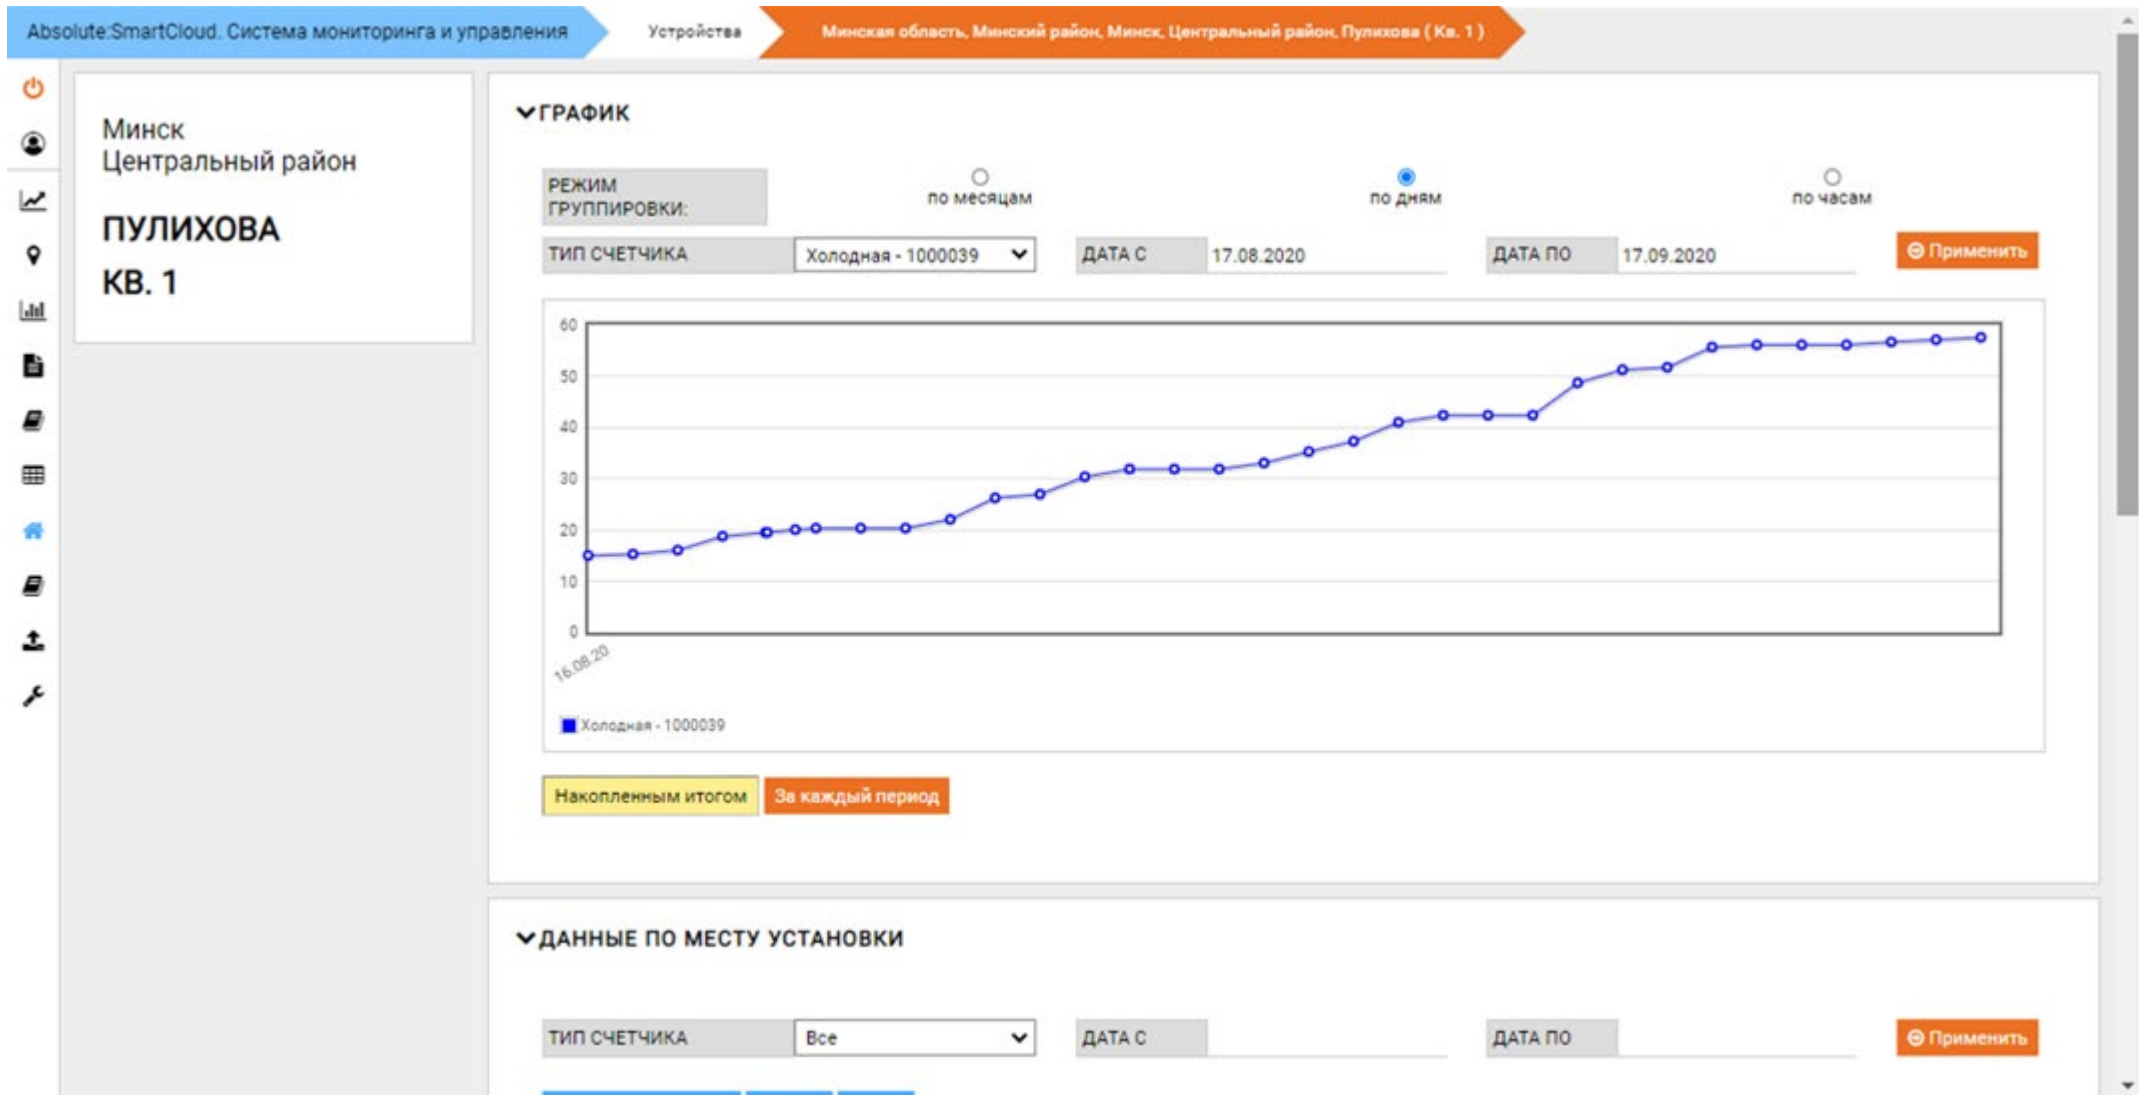 Absolute:SmartCloud. Система мониторинга и управления
Устройства
Минская область, Минский район, Минск, Центральный район, Пулихова ( Кв. 1 )
Минск
Центральный район
ПУЛИХОВА
КВ. 1
ГРАФИК
РЕЖИМ
ГРУППИРОВКИ:
по месяцам
по дням
по часам
ТИП СЧЕТЧИКА
Холодная - 1000039
ДАТА С
17.08.2020
ДАТА ПО
17.09.2020
Применить
60
50
40
30
20
10
0
16.08.20
Холодная - 1000039
Накопленным итогом
За каждый период
ДАННЫЕ ПО МЕСТУ УСТАНОВКИ
ТИП СЧЕТЧИКА
Все
ДАТА С
ДАТА ПО
Применить